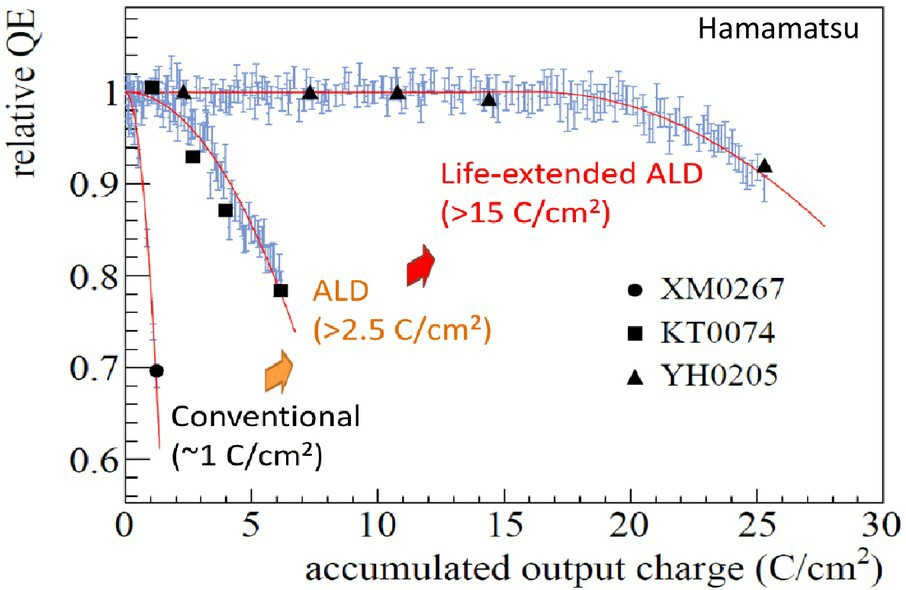 Hamamatsu
relative QE
1
0.9
0.8
0.7
0.6
Life-extended ALD
(>15 C/cm²)
ALD
(>2.5 C/cm²)
Conventional
(~1 C/cm²)
XM0267
KT0074
YH0205
0 5 10 15 20 25 30
accumulated output charge (C/cm²)